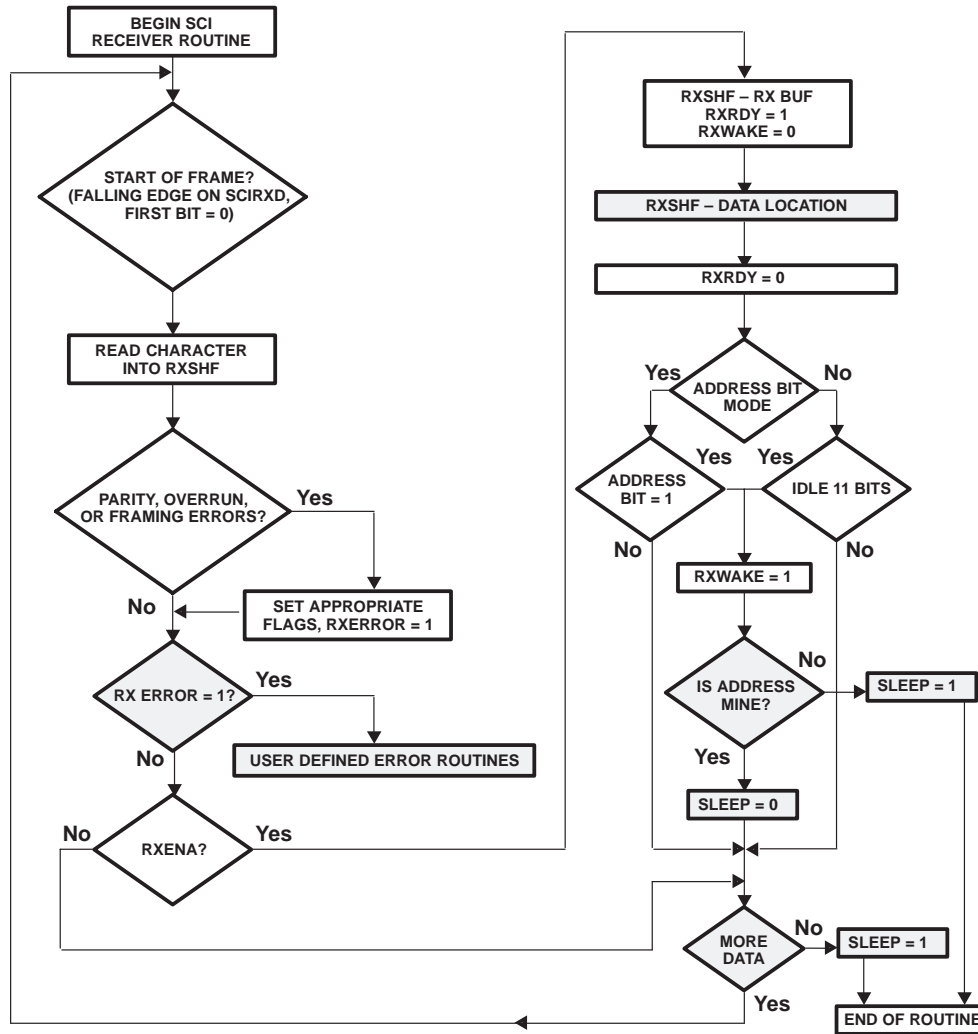 BEGIN SCI
RECEIVER ROUTINE
START OF FRAME?
(FALLING EDGE ON SCIRXD,
FIRST BIT = 0)
READ CHARACTER
INTO RXSHF
PARITY, OVERRUN,
OR FRAMING ERRORS?
Yes
No
SET APPROPRIATE
FLAGS, RXERROR = 1
RX ERROR = 1?
Yes
No
USER DEFINED ERROR ROUTINES
RXENA?
No
Yes
RXSHF – RX BUF
RXRDY = 1
RXWAKE = 0
RXSHF – DATA LOCATION
RXRDY = 0
Yes
ADDRESS BIT
MODE
No
ADDRESS
BIT = 1
Yes
Yes
IDLE 11 BITS
No
No
RXWAKE = 1
IS ADDRESS
MINE?
No
SLEEP = 1
Yes
SLEEP = 0
MORE
DATA
No
SLEEP = 1
Yes
END OF ROUTINE